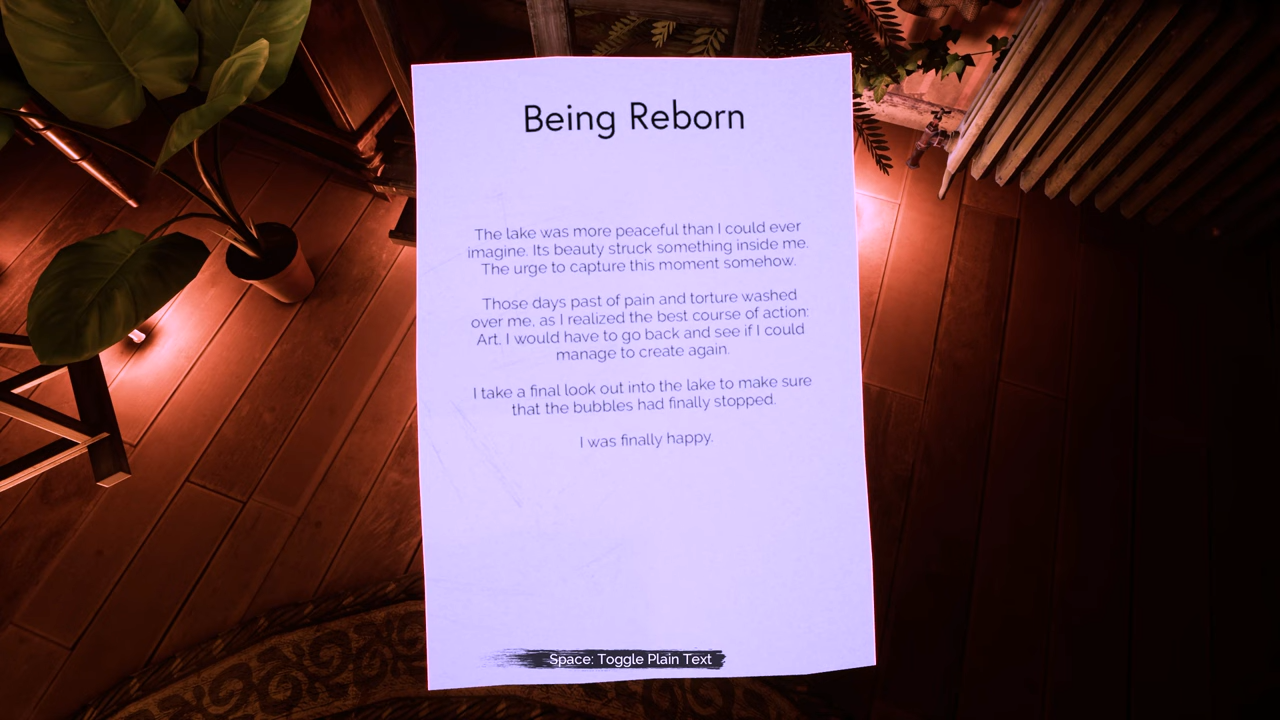 Being Reborn
The lake was more peaceful than I could ever
imagine. Its beauty struck something inside me.
The urge to capture this moment somehow.
Those days past of pain and torture washed
over me, as I realized the best course of action:
Art. I would have to go back and see if I could
manage to create again.
I take a final look out into the lake to make sure
that the bubbles had finally stopped.
I was finally happy.
Space: Toggle Plain Text